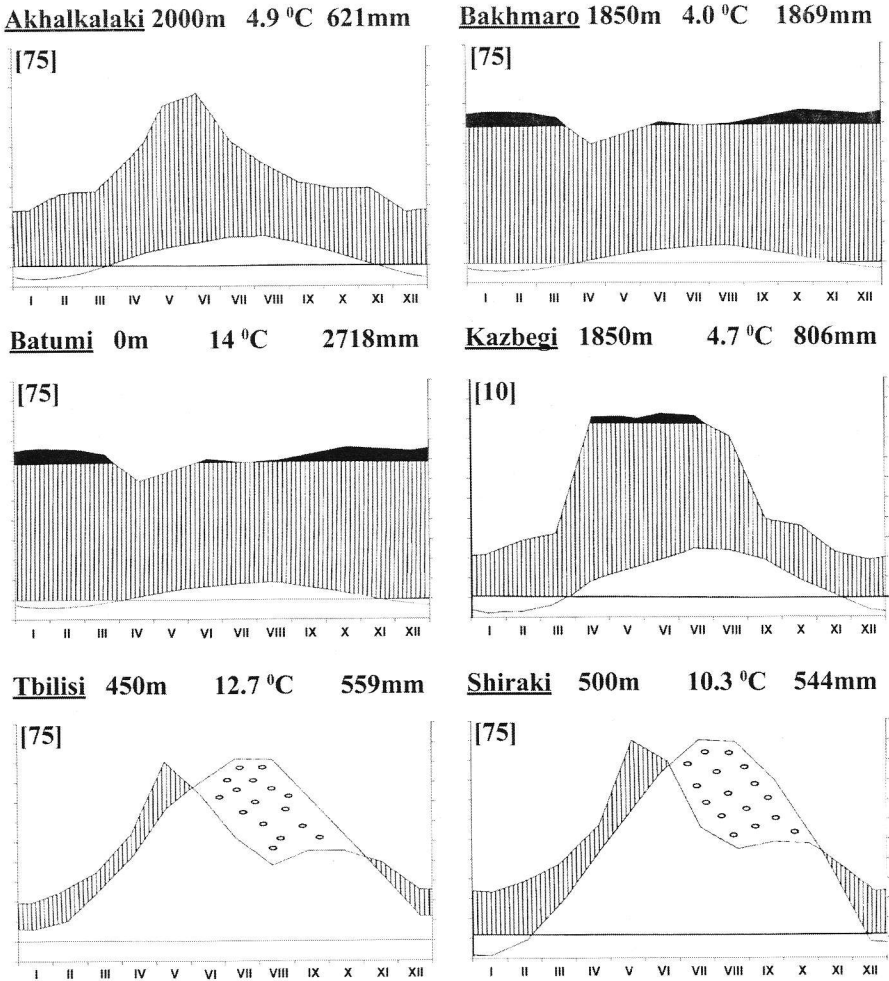 Akhalkalaki 2000m 4.9 ⁰C 621mm
[75]
I II III IV V VI VII VIII IX X XI XII
Bakhmaro 1850m 4.0 ⁰C 1869mm
[75]
I II III IV V VI VII VIII IX X XI XII
Batumi 0m 14 ⁰C 2718mm
[75]
I II III IV V VI VII VIII IX X XI XII
Kazbegi 1850m 4.7 ⁰C 806mm
[10]
I II III IV V VI VII VIII IX X XI XII
Tbilisi 450m 12.7 ⁰C 559mm
[75]
I II III IV V VI VII VIII IX X XI XII
Shiraki 500m 10.3 ⁰C 544mm
[75]
I II III IV V VI VII VIII IX X XI XII